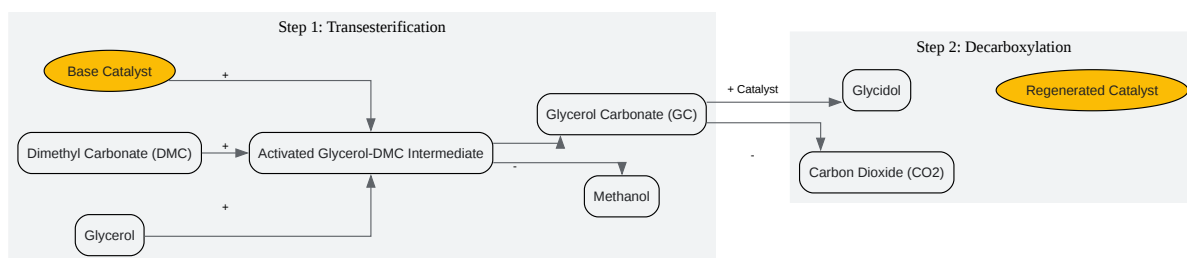 Step 1: Transesterification
Base Catalyst
+
Dimethyl Carbonate (DMC)
+
Activated Glycerol-DMC Intermediate
Glycerol
+
Glycerol Carbonate (GC)
-
Methanol
Step 2: Decarboxylation
+ Catalyst
Glycidol
Regenerated Catalyst
-
Carbon Dioxide (CO2)